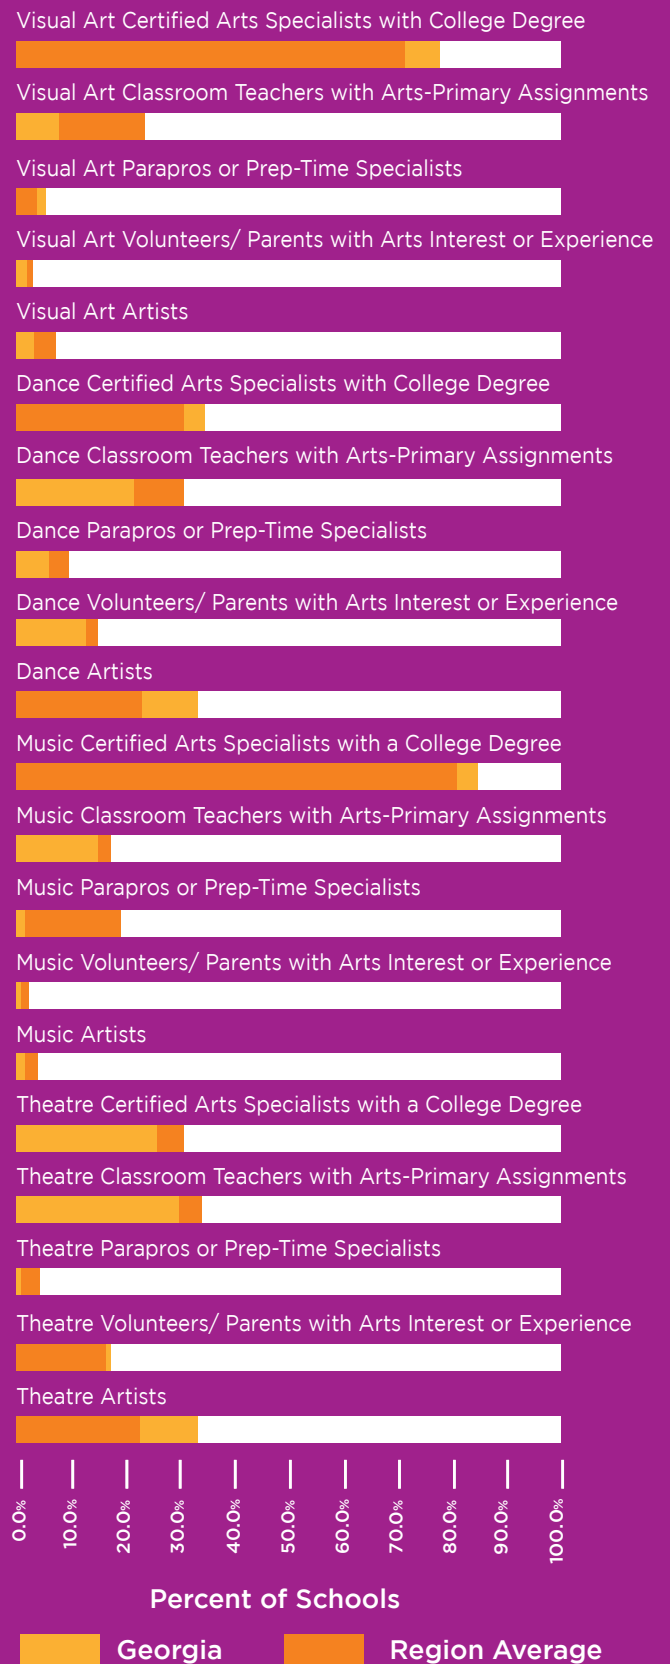 Visual Art Certified Arts Specialists with College Degree
Visual Art Classroom Teachers with Arts-Primary Assignments
Visual Art Parapros or Prep-Time Specialists
Visual Art Volunteers/ Parents with Arts Interest or Experience
Visual Art Artists
Dance Certified Arts Specialists with College Degree
Dance Classroom Teachers with Arts-Primary Assignments
Dance Parapros or Prep-Time Specialists
Dance Volunteers/ Parents with Arts Interest or Experience
Dance Artists
Music Certified Arts Specialists with a College Degree
Music Classroom Teachers with Arts-Primary Assignments
Music Parapros or Prep-Time Specialists
Music Volunteers/ Parents with Arts Interest or Experience
Music Artists
Theatre Certified Arts Specialists with a College Degree
Theatre Classroom Teachers with Arts-Primary Assignments
Theatre Parapros or Prep-Time Specialists
Theatre Volunteers/ Parents with Arts Interest or Experience
Theatre Artists
0.0% 10.0% 20.0% 30.0% 40.0% 50.0% 60.0% 70.0% 80.0% 90.0% 100.0%
Percent of Schools
Georgia Region Average